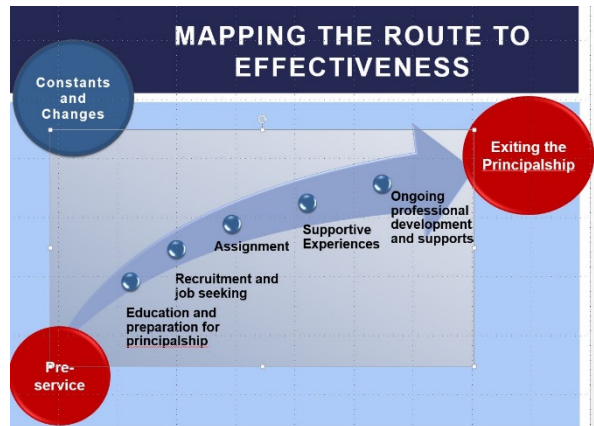 MAPPING THE ROUTE TO
EFFECTIVENESS
Constants
and
Changes
Exiting the
Principalship
Ongoing
professional
development
and supports
Supportive
Experiences
Assignment
Recruitment and
job seeking
Education and
preparation for
principalship
Pre-
service